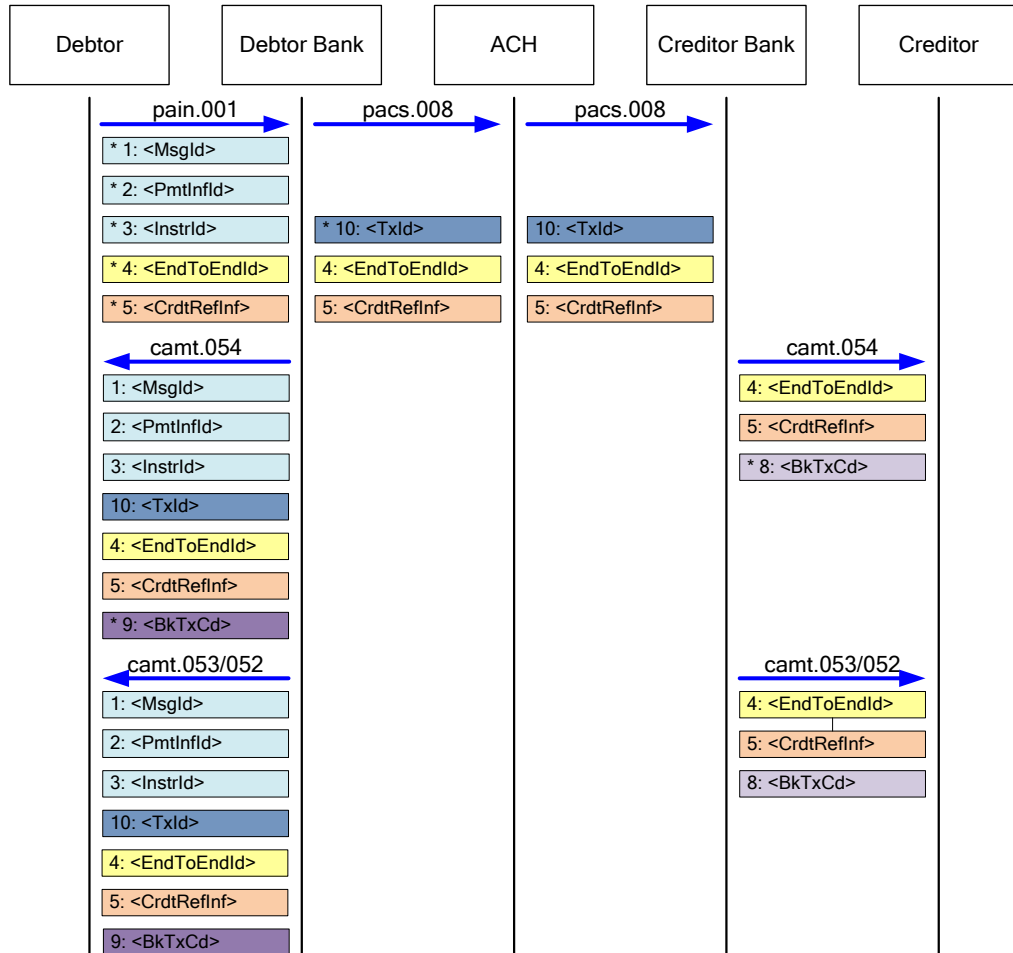 Debtor
Debtor Bank
ACH
Creditor Bank
Creditor
pain.001
pacs.008
pacs.008
* 1: <MsgId>
* 2: <PmtInfId>
* 3: <InstrId>
* 10: <TxId>
10: <TxId>
* 4: <EndToEndId>
4: <EndToEndId>
4: <EndToEndId>
* 5: <CrdtRefInf>
5: <CrdtRefInf>
5: <CrdtRefInf>
camt.054
camt.054
1: <MsgId>
4: <EndToEndId>
2: <PmtInfId>
5: <CrdtRefInf>
3: <InstrId>
* 8: <BkTxCd>
10: <TxId>
4: <EndToEndId>
5: <CrdtRefInf>
* 9: <BkTxCd>
camt.053/052
camt.053/052
1: <MsgId>
4: <EndToEndId>
2: <PmtInfId>
5: <CrdtRefInf>
3: <InstrId>
8: <BkTxCd>
10: <TxId>
4: <EndToEndId>
5: <CrdtRefInf>
9: <BkTxCd>